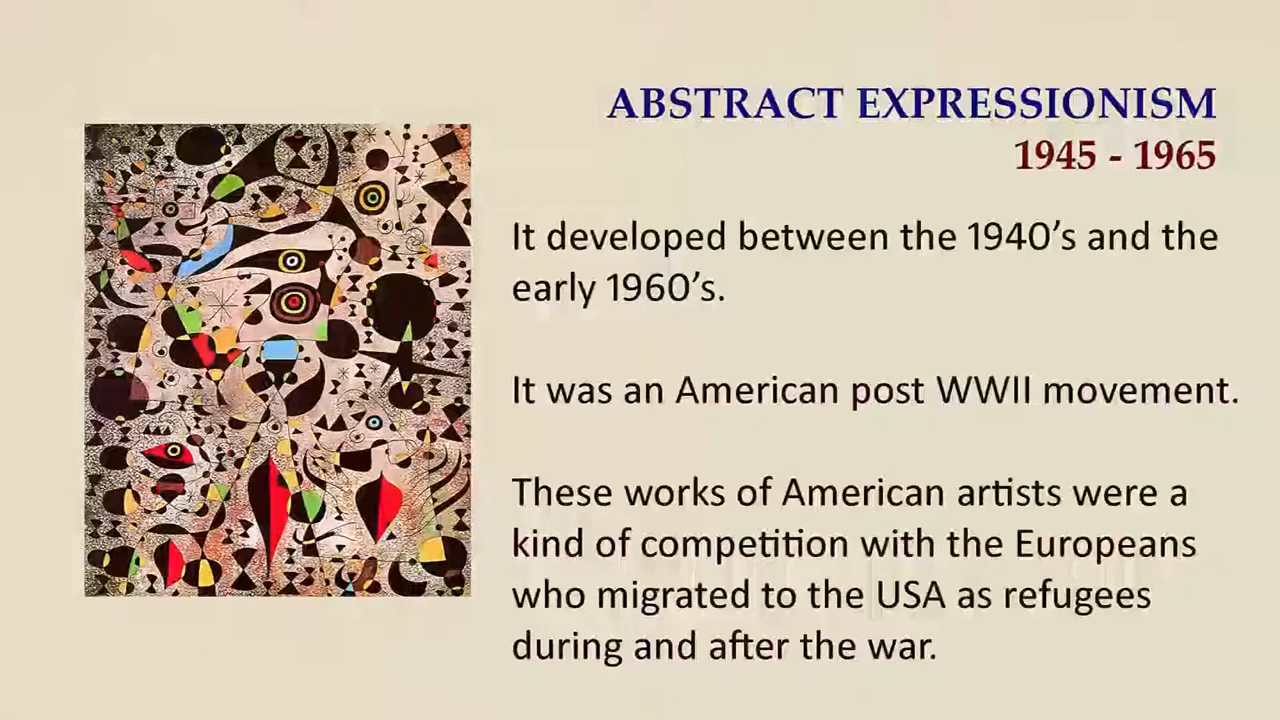 ABSTRACT EXPRESSIONISM
1945 - 1965
It developed between the 1940’s and the
early 1960’s.
It was an American post WWII movement.
These works of American artists were a
kind of competition with the Europeans
who migrated to the USA as refugees
during and after the war.